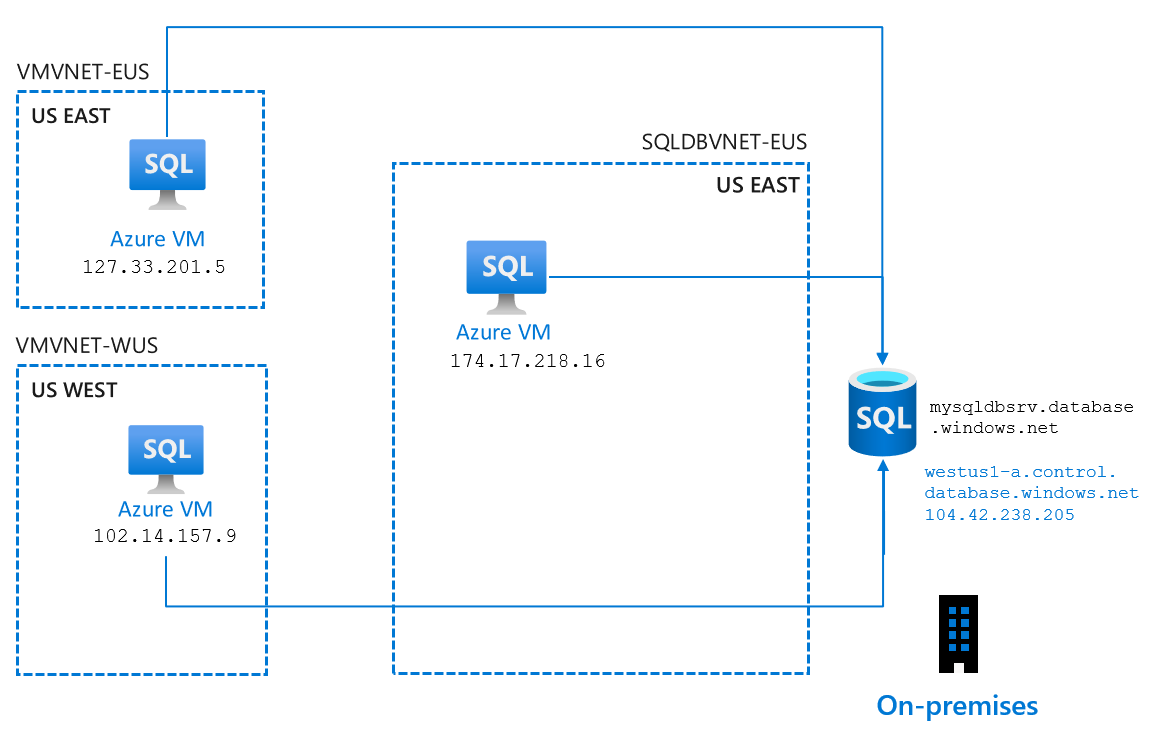 VMVNET-EUS
US EAST
SQL
Azure VM
127.33.201.5
VMVNET-WUS
US WEST
SQL
Azure VM
102.14.157.9
SQLDBVNET-EUS
US EAST
SQL
Azure VM
174.17.218.16
SQL
mysqldbsrv.database
.windows.net
westus1-a.control.
database.windows.net
104.42.238.205
On-premises